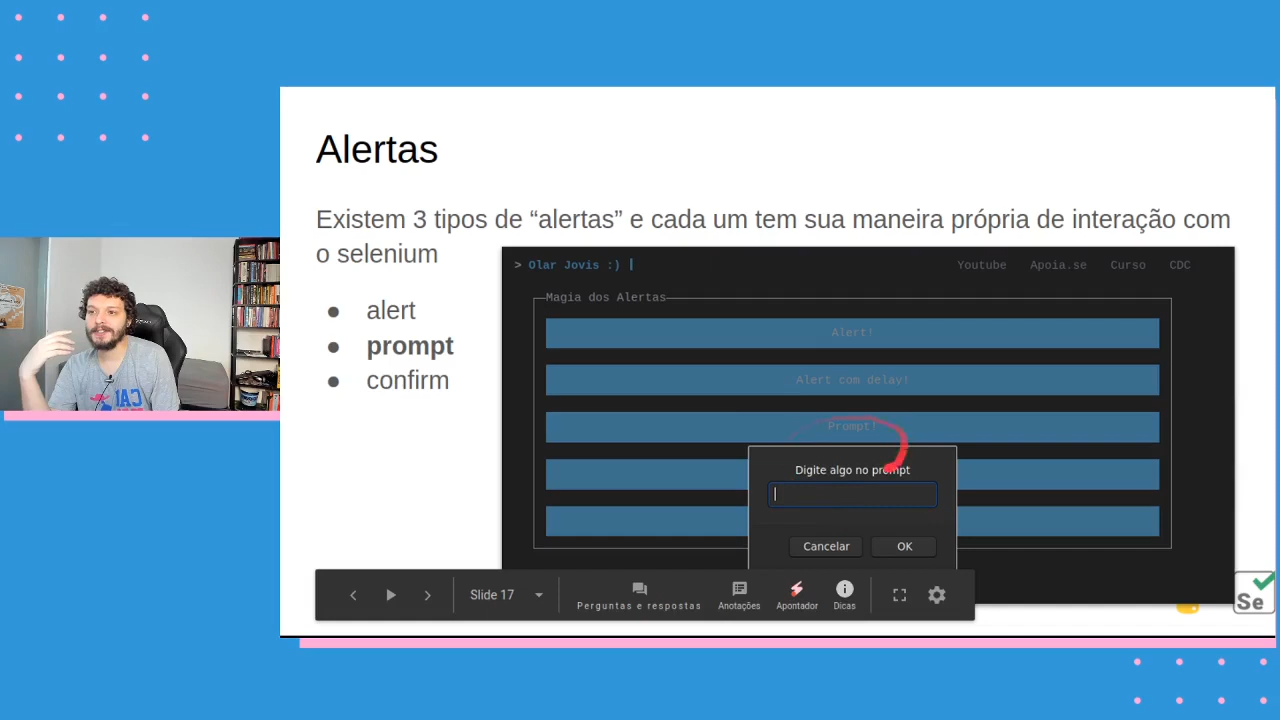 Alertas
Existem 3 tipos de “alertas” e cada um tem sua maneira própria de interação com
o selenium
● alert
● prompt
● confirm
> Olar Jovis :) |
Youtube Apoia.se Curso CDC
Magia dos Alertas
Alert!
Alert com delay!
Prompt!
Digite algo no prompt
Cancelar OK
Slide 17
Perguntas e respostas
Anotações
Apontador
Dicas
Se